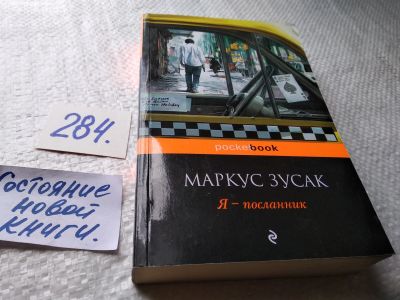 284.
Состояние
новой
книги.
pocketbook
МАРКУС ЗУСАК
Я – посланник